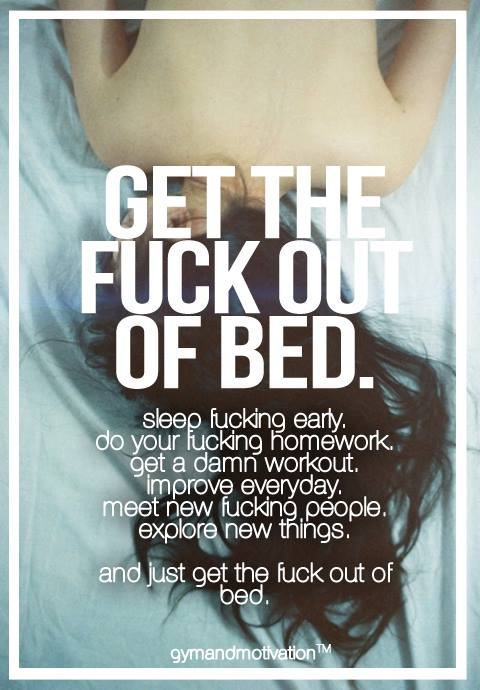 GET THE
FUCK OUT
OF BED.
sleep fucking early.
do your fucking homework.
get a damn workout.
improve everyday.
meet new fucking people.
explore new things.
and just get the fuck out of
bed.
gymandmotivation™